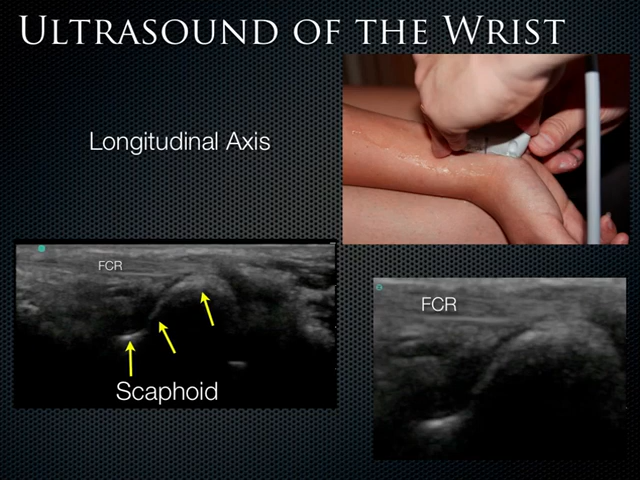 Ultrasound of the Wrist
Longitudinal Axis
FCR
Scaphoid
FCR